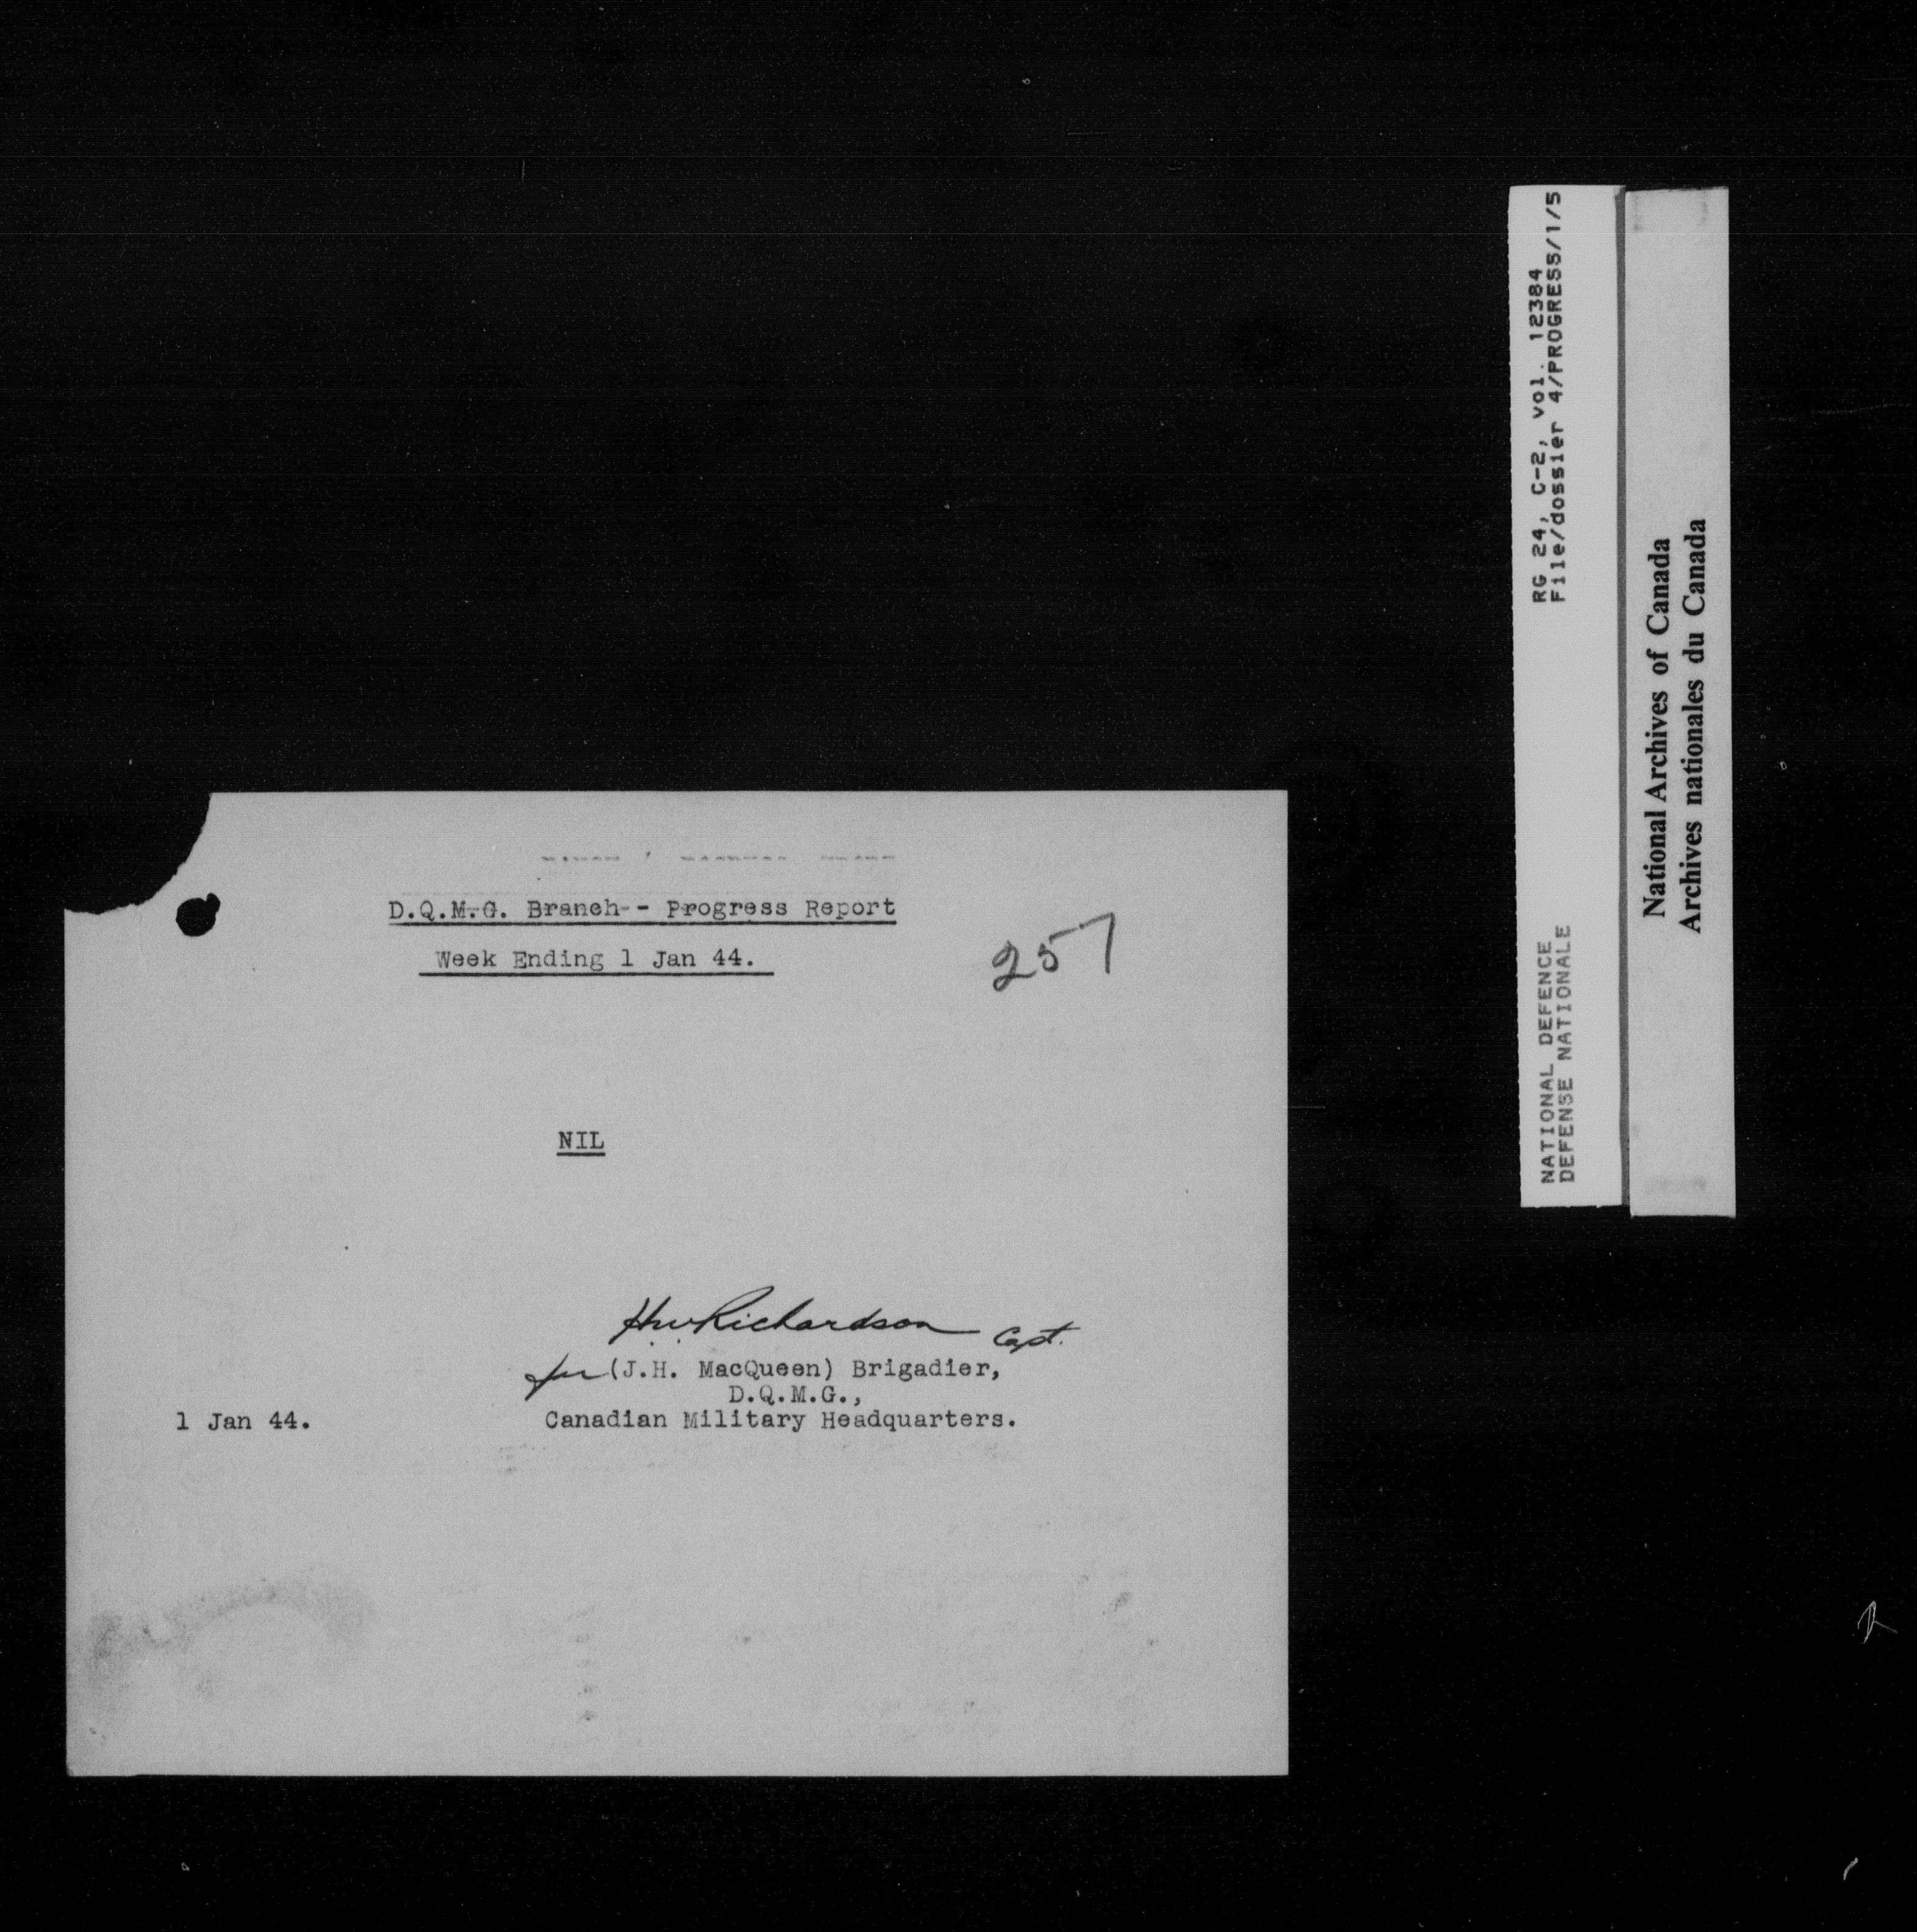 D.Q.M.G. Branch - Progress Report
Week Ending 1 Jan 44.
257
NIL
HW Richardson Capt.
for (J.H. MacQueen) Brigadier,
D.Q.M.G.,
1 Jan 44. Canadian Military Headquarters.
RG 24, C-2, vol. 12384
File/dossier 4/PROGRESS/1/5
NATIONAL DEFENCE
DEFENSE NATIONALE
National Archives of Canada
Archives nationales du Canada